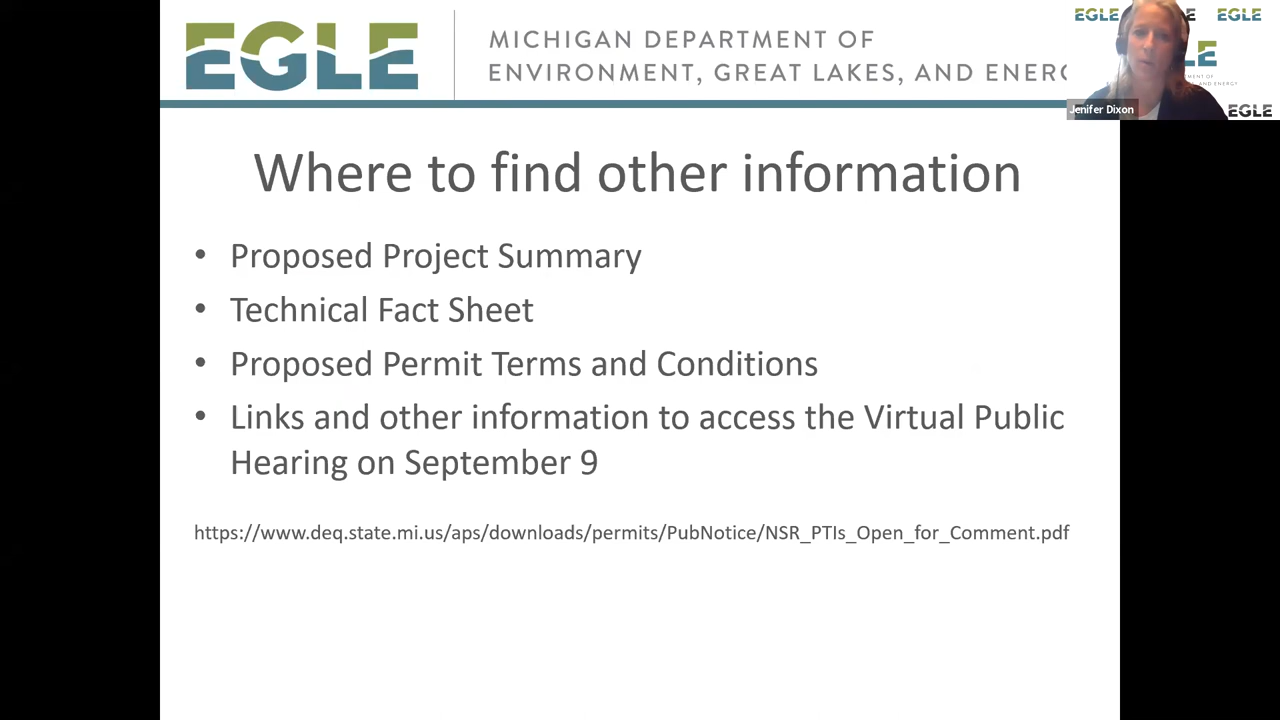 EGLE
MICHIGAN DEPARTMENT OF
ENVIRONMENT, GREAT LAKES, AND
EGLE
EGLE
Jenifer Dixon
EGLE
Where to find other information
• Proposed Project Summary
• Technical Fact Sheet
• Proposed Permit Terms and Conditions
• Links and other information to access the Virtual Public
Hearing on September 9
https://www.deq.state.mi.us/aps/downloads/permits/PubNotice/NSR_PTIs_Open_for_Comment.pdf